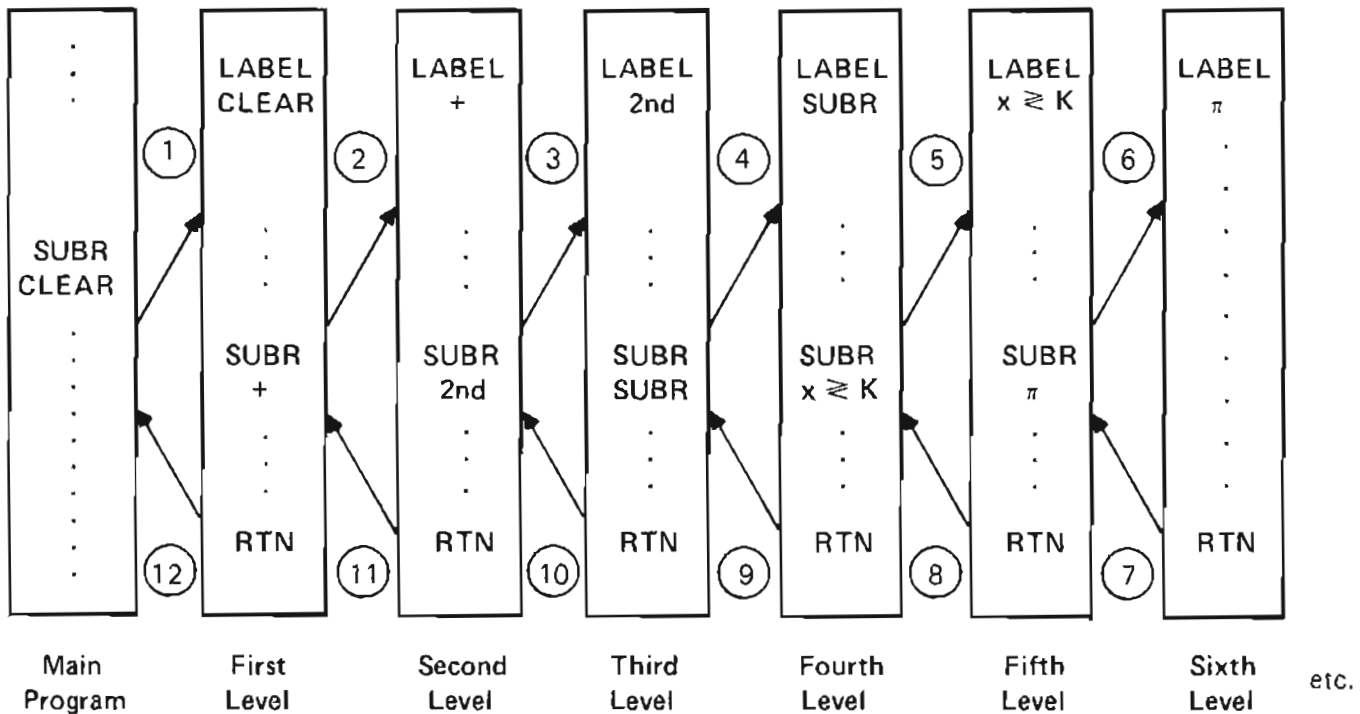 LABEL
CLEAR
LABEL
+
LABEL
2nd
LABEL
SUBR
LABEL
x ≷ K
LABEL
π
1
2
3
4
5
6
SUBR
CLEAR
SUBR
+
SUBR
2nd
SUBR
SUBR
SUBR
x ≷ K
SUBR
π
RTN
RTN
RTN
RTN
RTN
RTN
12
11
10
9
8
7
Main
Program
First
Level
Second
Level
Third
Level
Fourth
Level
Fifth
Level
Sixth
Level
etc.